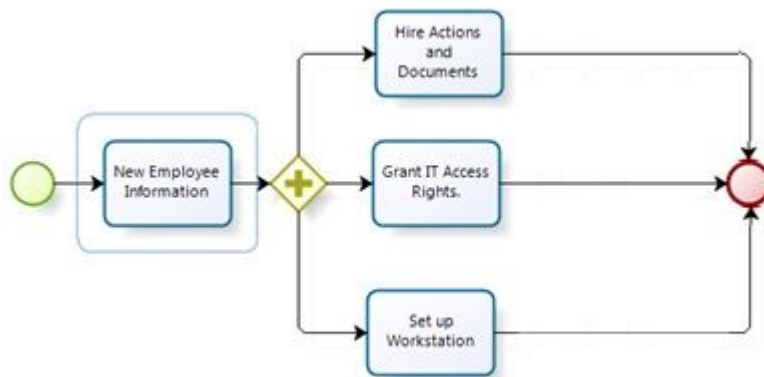 Hire Actions
and
Documents
New Employee
Information
Grant IT Access
Rights.
Set up
Workstation